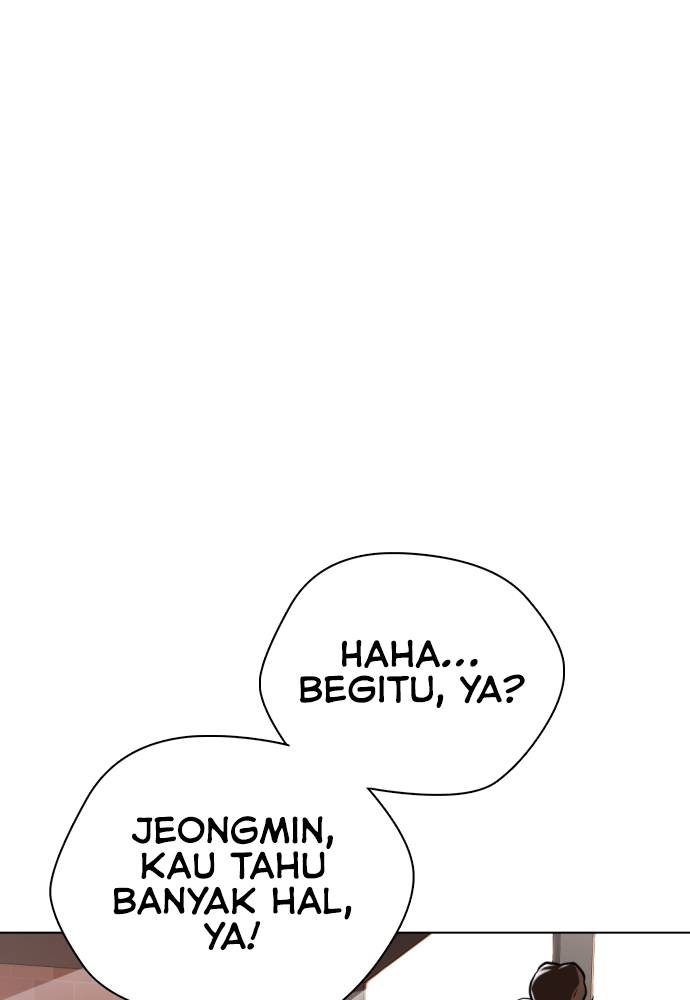 HAHA...
BEGITU, YA?
JEONGMIN,
KAU TAHU
BANYAK HAL,
YA!